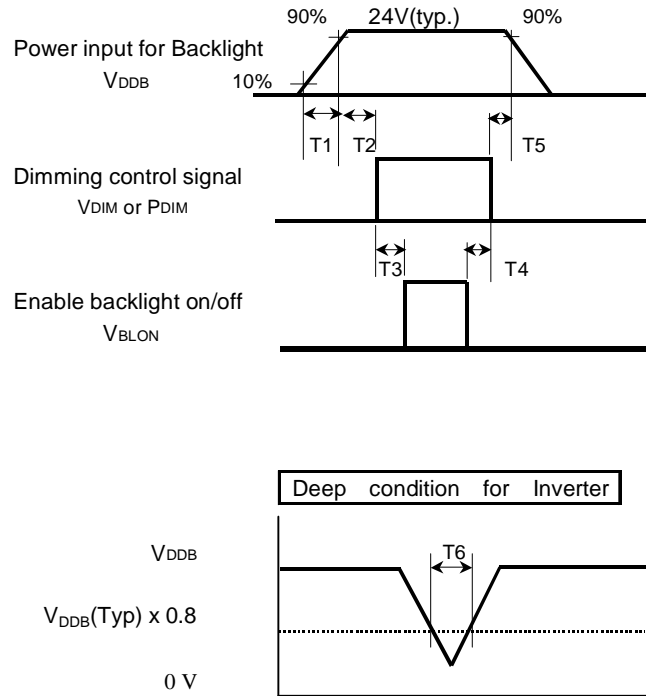 90% 24V(typ.) 90%
Power input for Backlight
VDDB
10%
T1 T2 T5
Dimming control signal
VDIM or PDIM
T3 T4
Enable backlight on/off
VBLON
Deep condition for Inverter
VDDB T6
VDDB(Typ) x 0.8
0 V